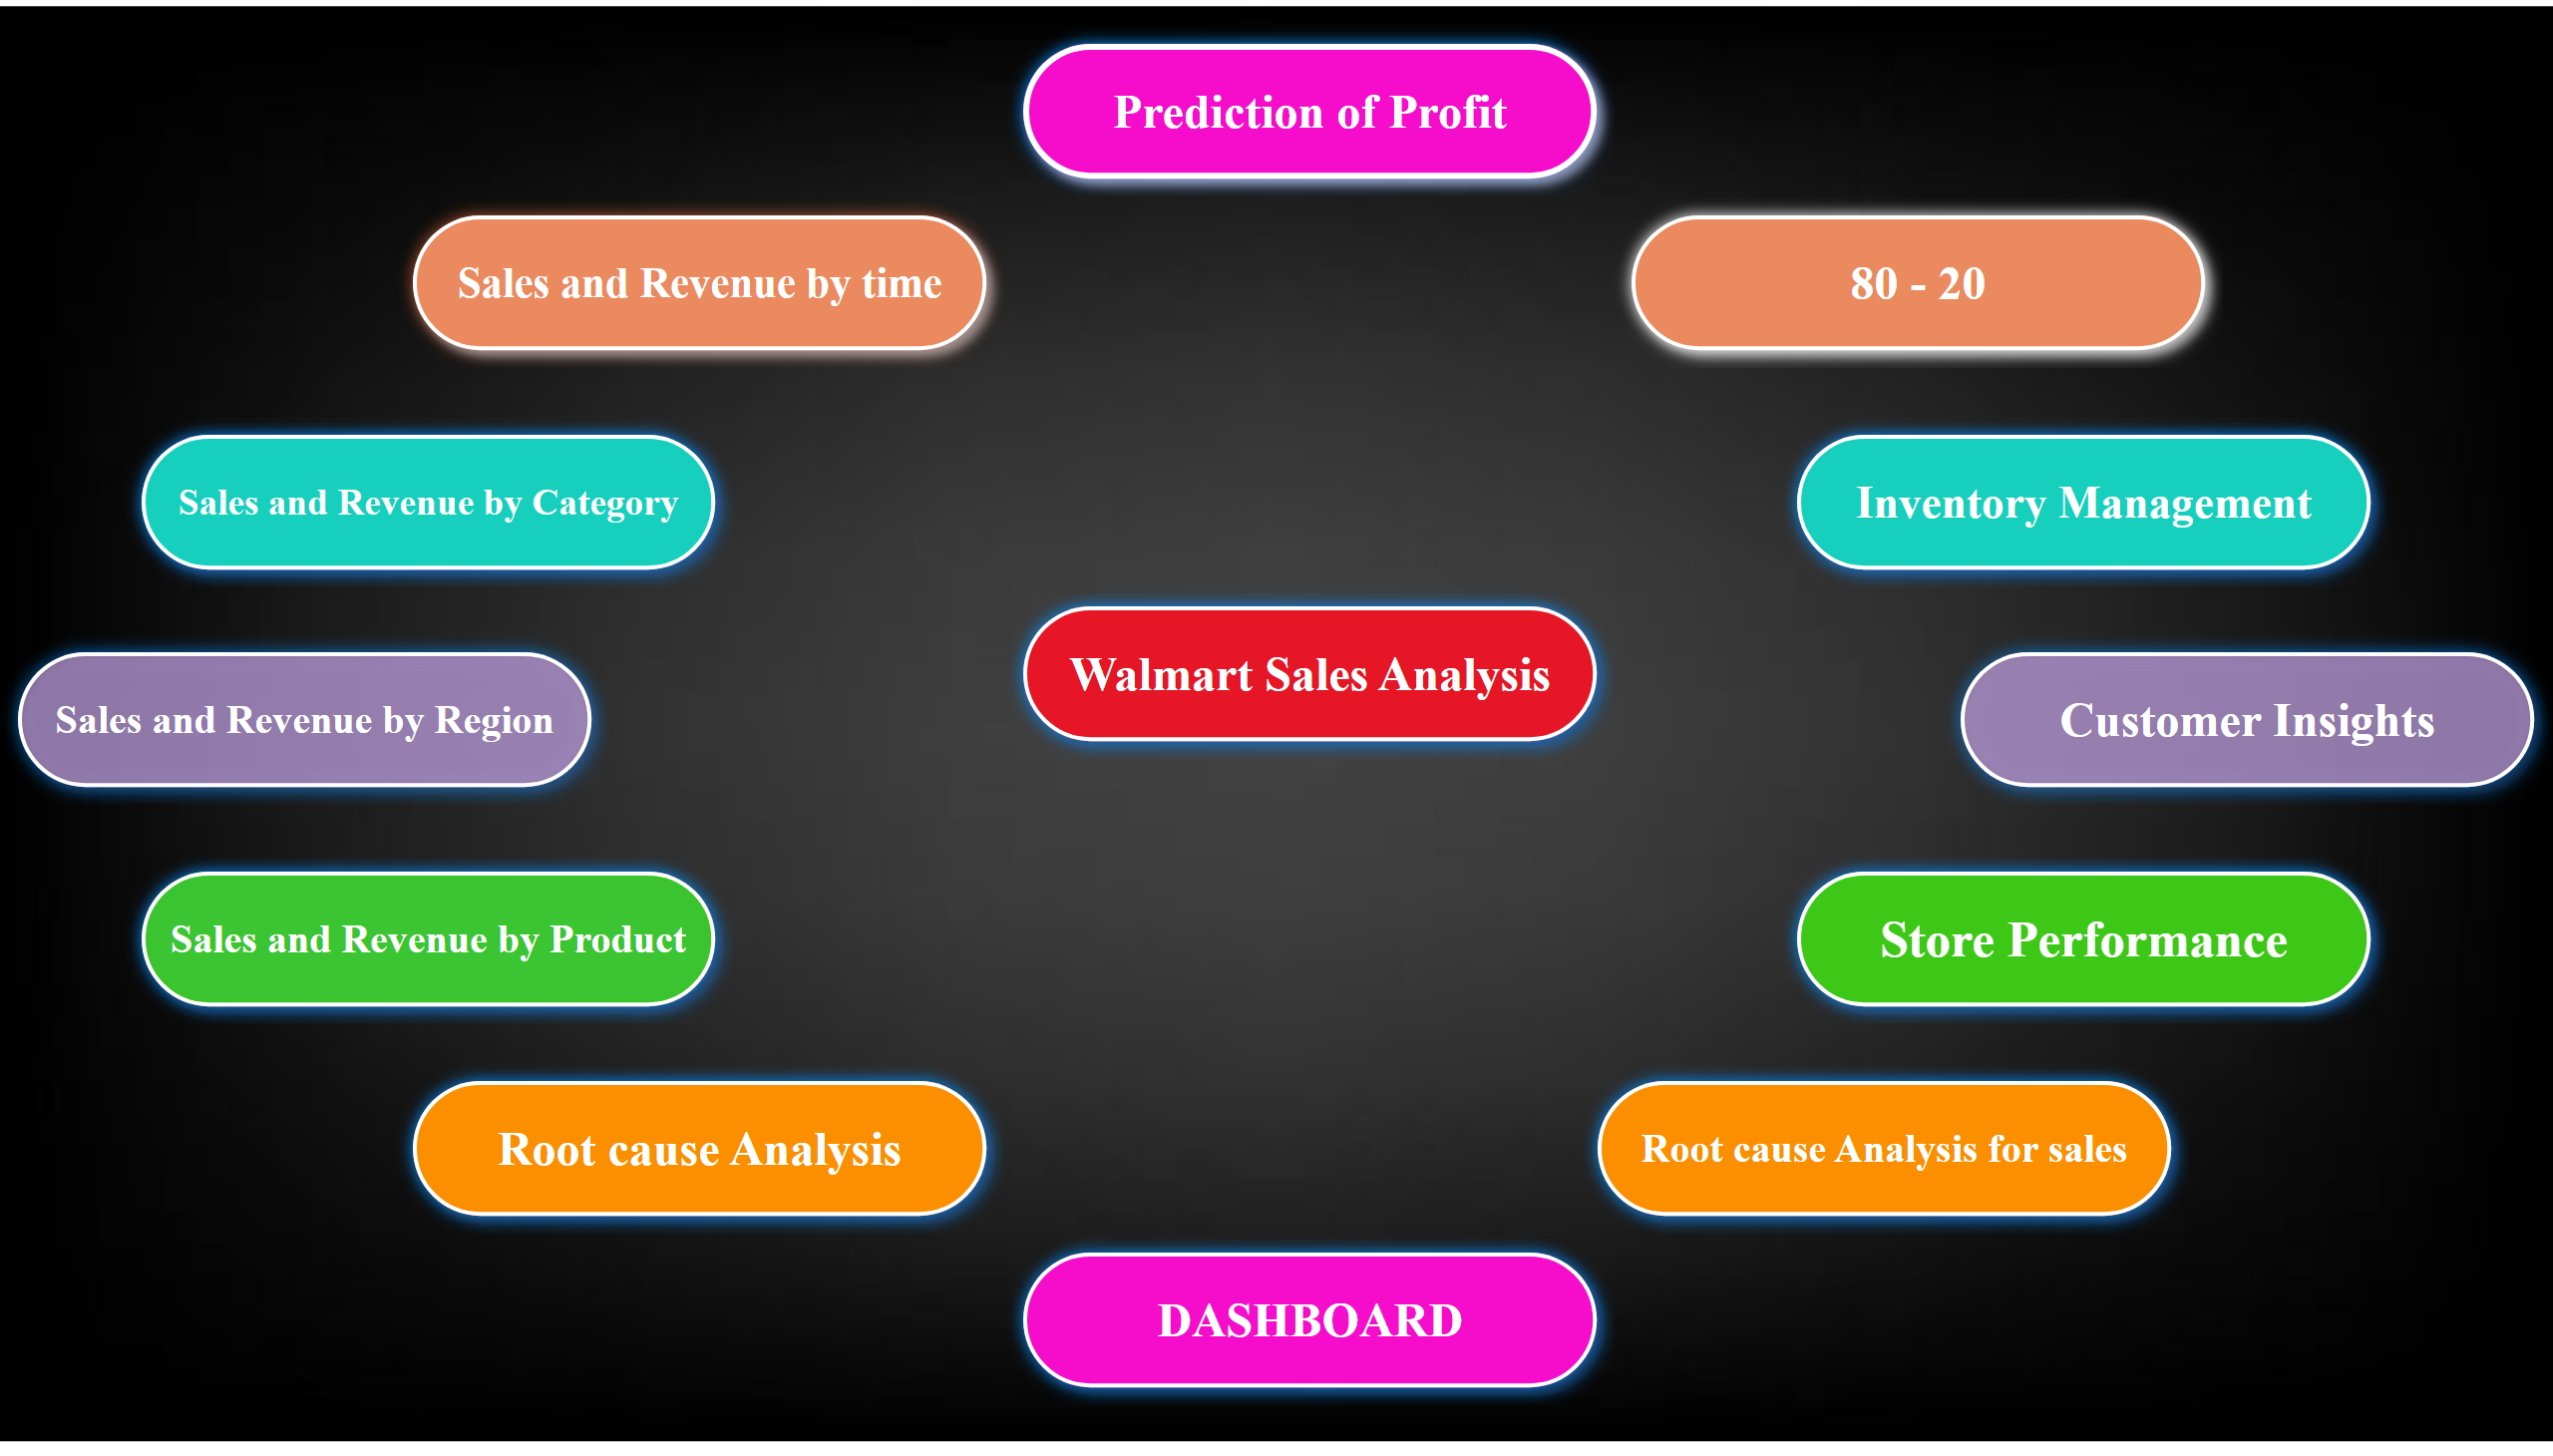 Prediction of Profit
Sales and Revenue by time
80 - 20
Sales and Revenue by Category
Inventory Management
Walmart Sales Analysis
Sales and Revenue by Region
Customer Insights
Sales and Revenue by Product
Store Performance
Root cause Analysis
Root cause Analysis for sales
DASHBOARD